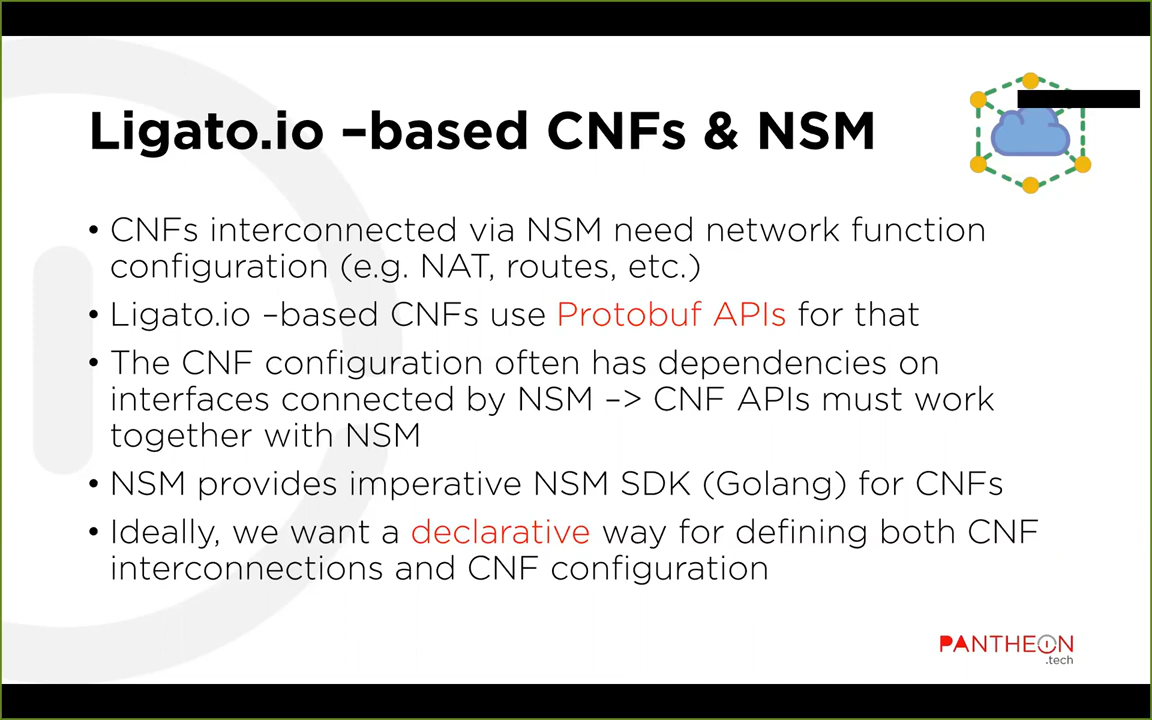 Ligato.io –based CNFs & NSM
• CNFs interconnected via NSM need network function
configuration (e.g. NAT, routes, etc.)
• Ligato.io –based CNFs use Protobuf APIs for that
• The CNF configuration often has dependencies on
interfaces connected by NSM –> CNF APIs must work
together with NSM
• NSM provides imperative NSM SDK (Golang) for CNFs
• Ideally, we want a declarative way for defining both CNF
interconnections and CNF configuration
PANTHEON
.tech